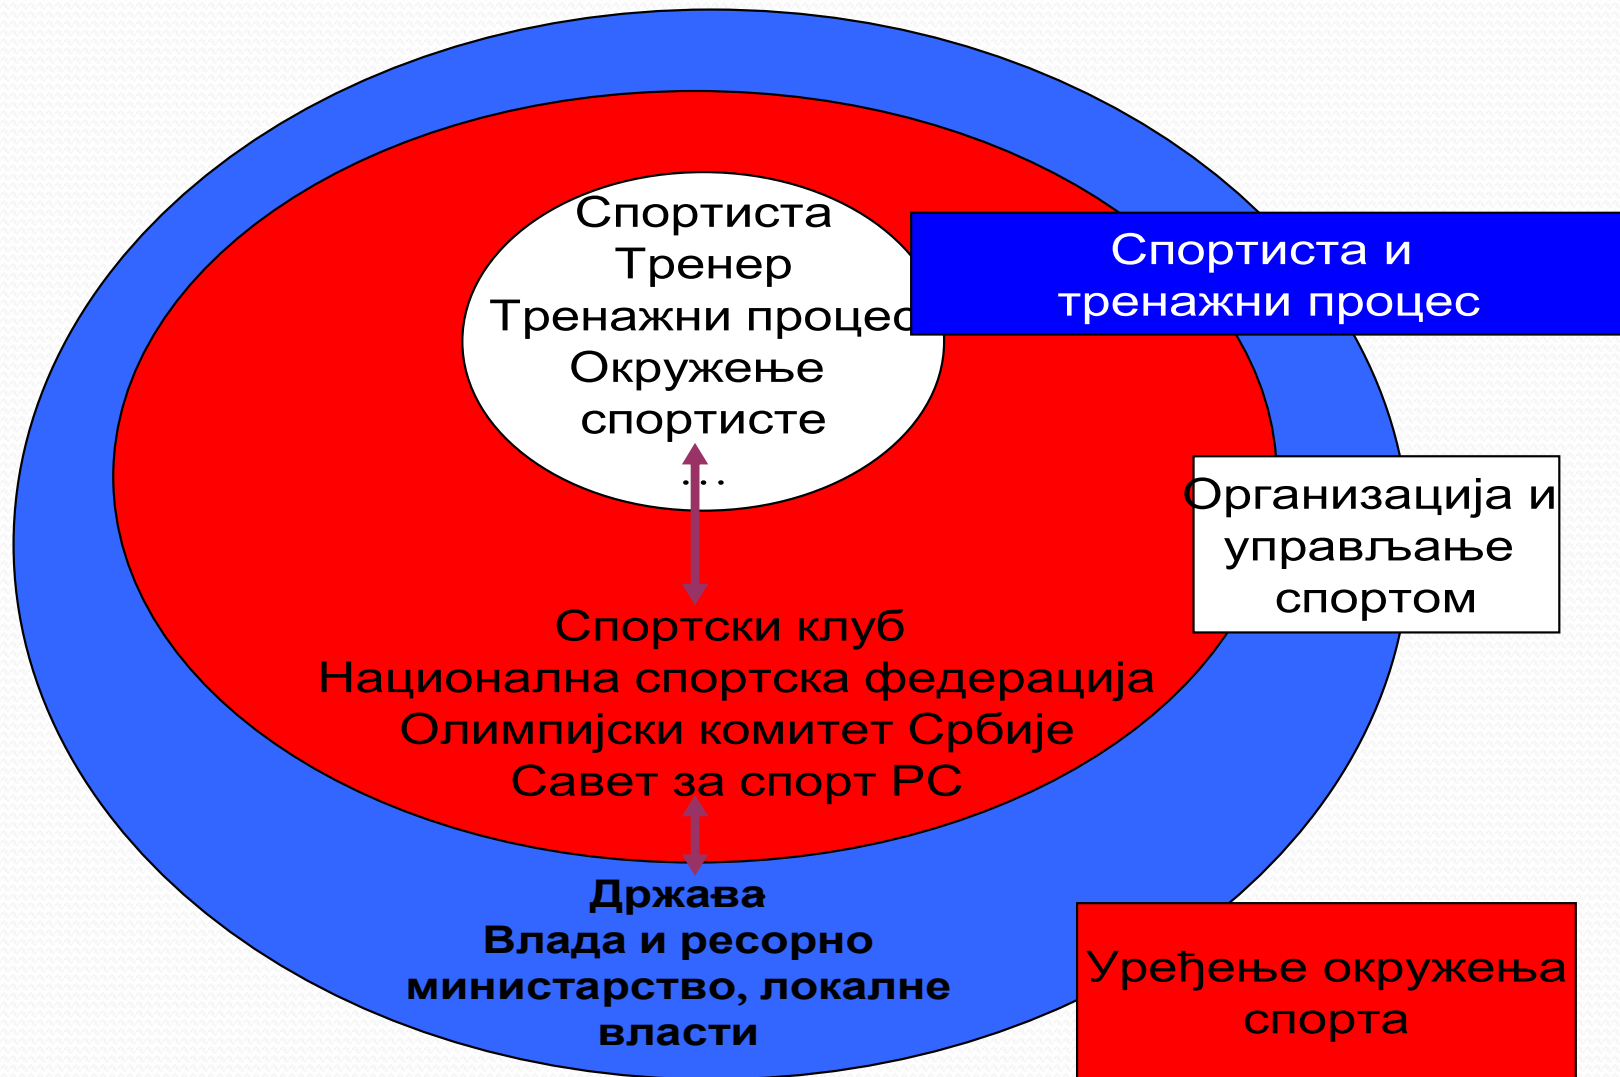 Спортиста
Тренер
Тренажни процес
Окружење
спортисте
...
Спортиста и
тренажни процес
Организација и
управљање
спортом
Спортски клуб
Национална спортска федерација
Олимпијски комитет Србије
Савет за спорт РС
Држава
Влада и ресорно
министарство, локалне
власти
Уређење окружења
спорта